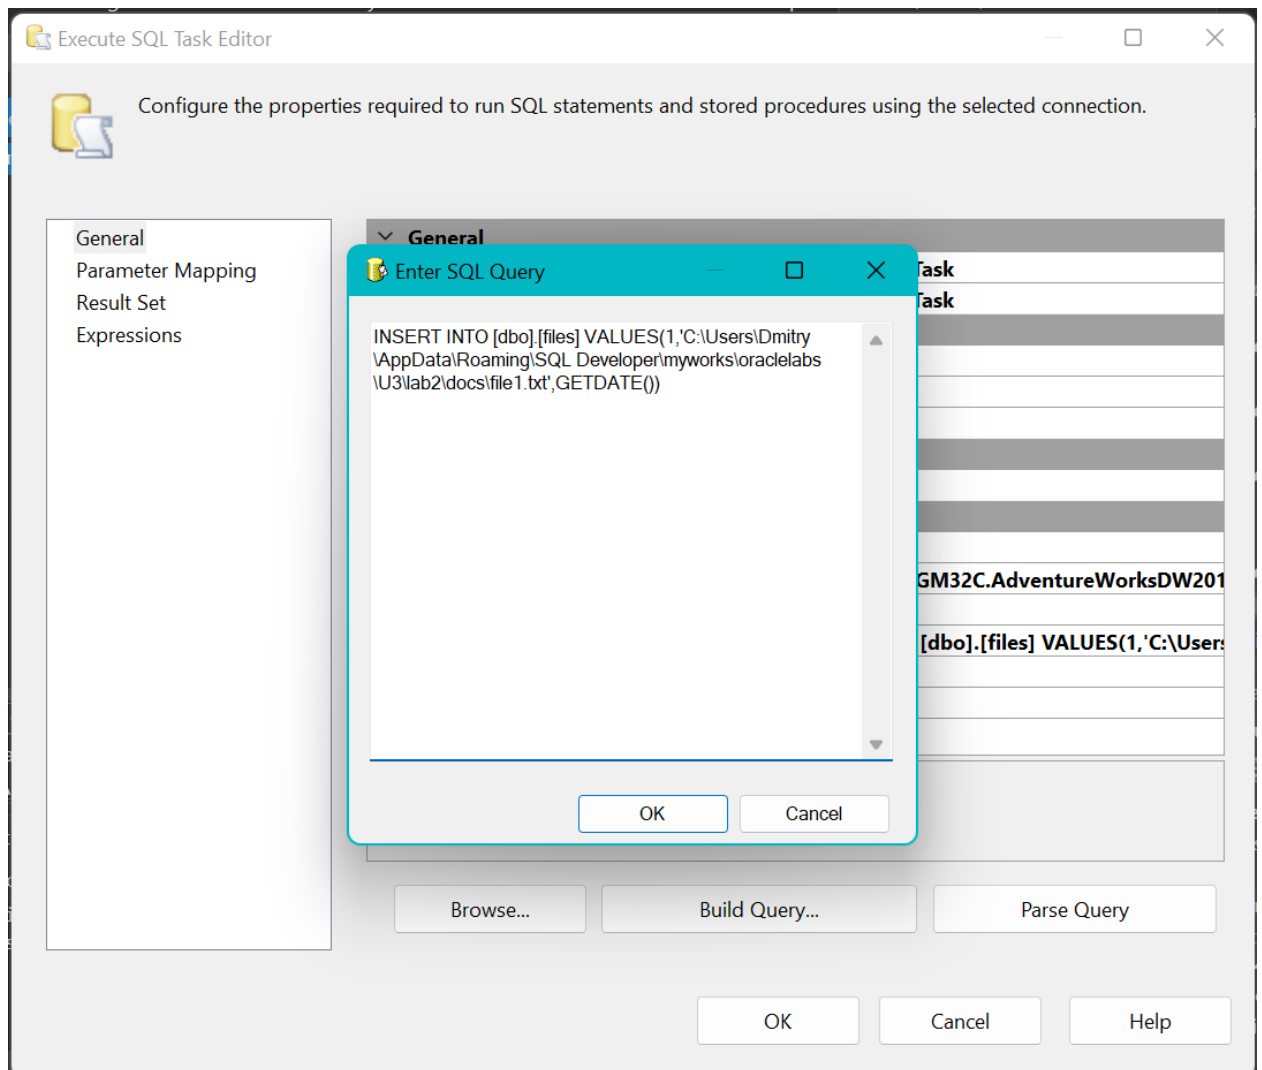 Execute SQL Task Editor
Configure the properties required to run SQL statements and stored procedures using the selected connection.
General
Parameter Mapping
Result Set
Expressions
General
Task
Task
GM32C.AdventureWorksDW201
[dbo].[files] VALUES(1,'C:\Users
Enter SQL Query
INSERT INTO [dbo].[files] VALUES(1,'C:\Users\Dmitry
\AppData\Roaming\SQL Developer\myworks\oraclelabs
\U3\lab2\docs\file1.txt',GETDATE())
OK Cancel
Browse... Build Query... Parse Query
OK Cancel Help